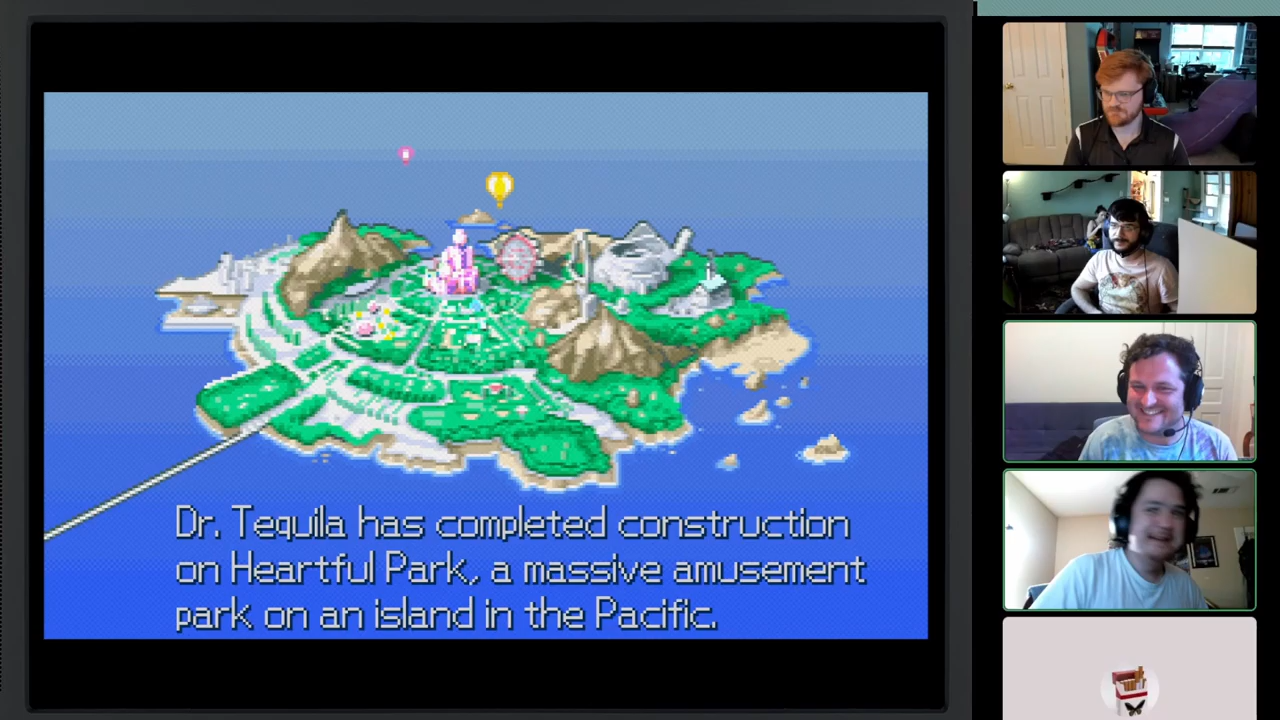 Dr. Tequila has completed construction
on Heartful Park, a massive amusement
park on an island in the Pacific.